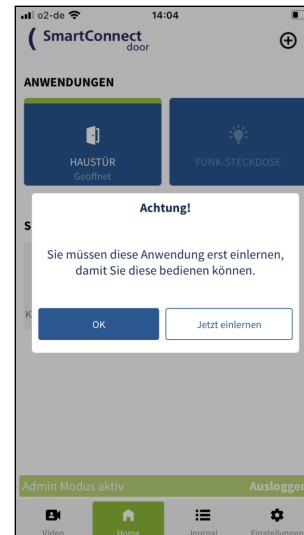 o2-de 14:04
SmartConnect
door
ANWENDUNGEN
HAUSTÜR
Geöffnet
FUNK-STECKDOSE
S
Achtung!
Sie müssen diese Anwendung erst einlernen,
damit Sie diese bedienen können.
K
OK
Jetzt einlernen
Admin Modus aktiv
Ausloggen
Video
Home
Journal
Einstellungen